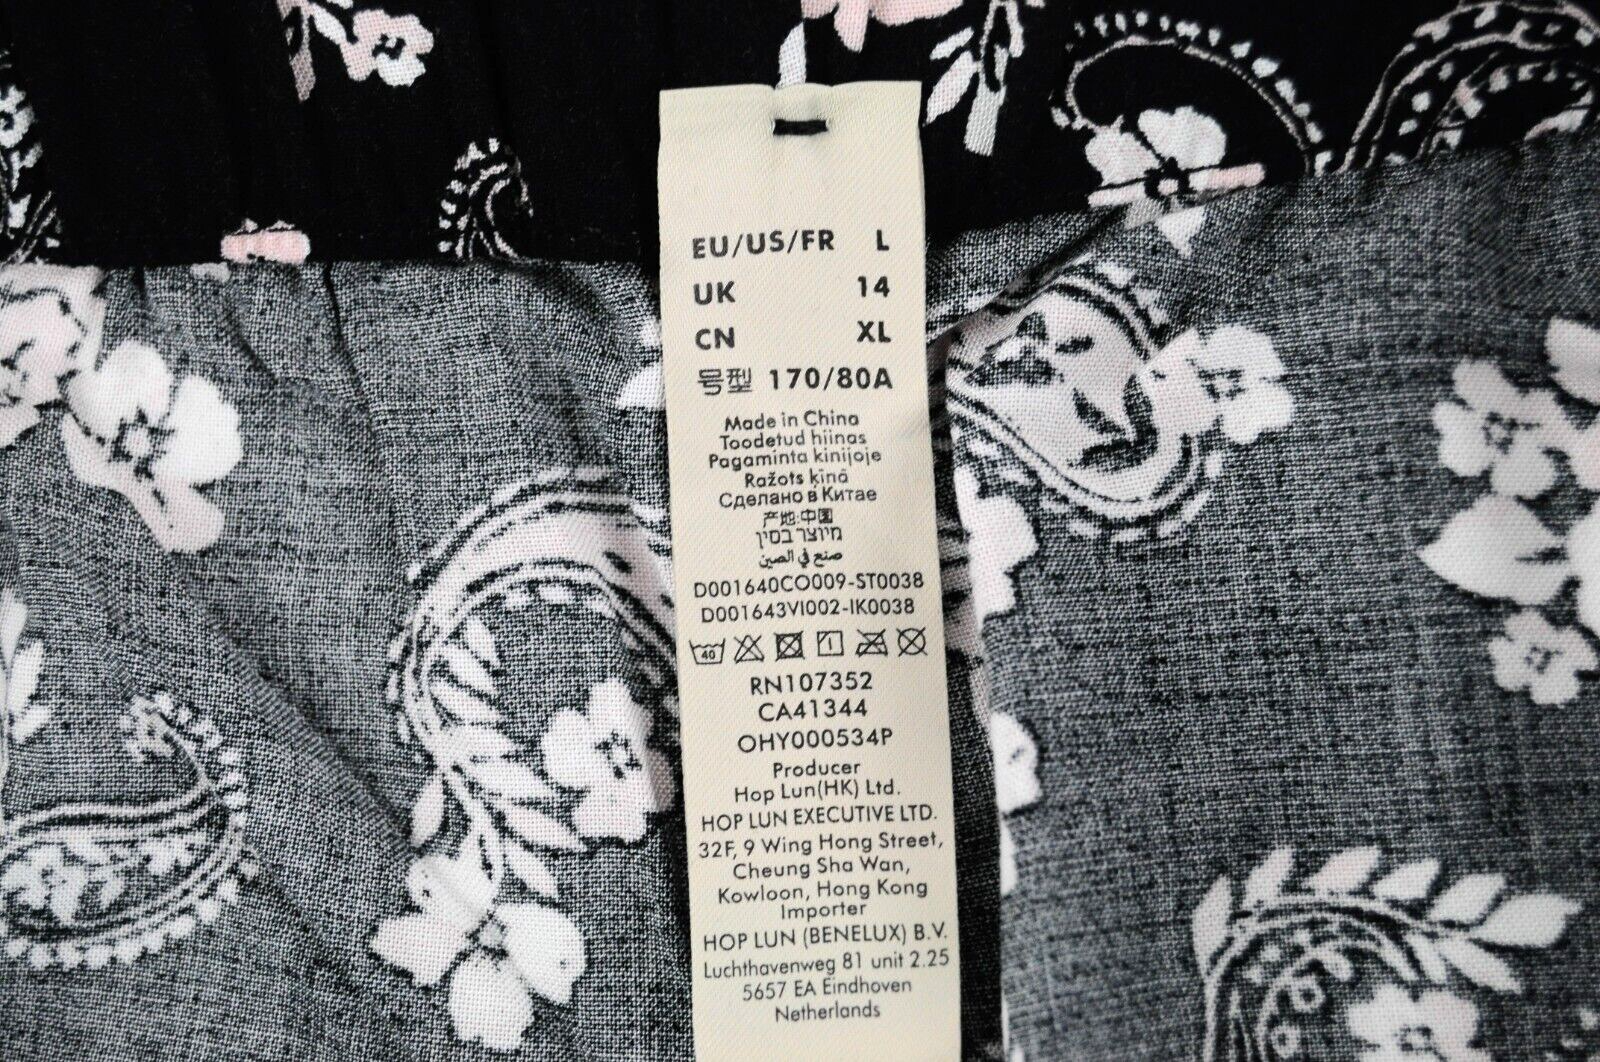 EU/US/FR L
UK 14
CN XL
号型 170/80A
Made in China
Toodetud hiinas
Pagaminta kinijoje
Ražots ķīnā
Сделано в Китае
产地:中国
מיוצר בסין
صنع في الصين
D001640CO009-ST0038
D001643VI002-IK0038
40
RN107352
CA41344
OHY000534P
Producer
Hop Lun(HK) Ltd.
HOP LUN EXECUTIVE LTD.
32F, 9 Wing Hong Street,
Cheung Sha Wan,
Kowloon, Hong Kong
Importer
HOP LUN (BENELUX) B.V.
Luchthavenweg 81 unit 2.25
5657 EA Eindhoven
Netherlands